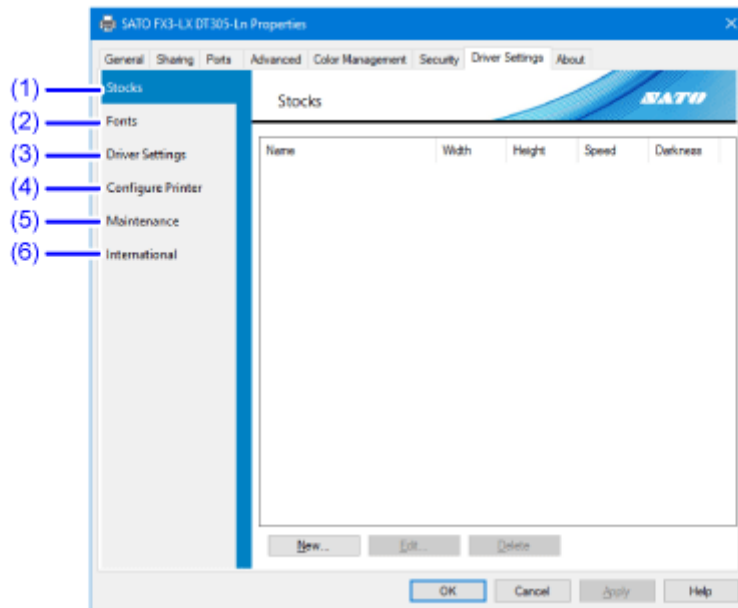 SATO FX3-LX DT305-Ln Properties
General Sharing Ports Advanced Color Management Security Driver Settings About
(1) Stocks
Stocks
SATO
(2) Fonts
Name Width Height Speed Darkness
(3) Driver Settings
(4) Configure Printer
(5) Maintenance
(6) International
New... Edit... Delete
OK Cancel Apply Help